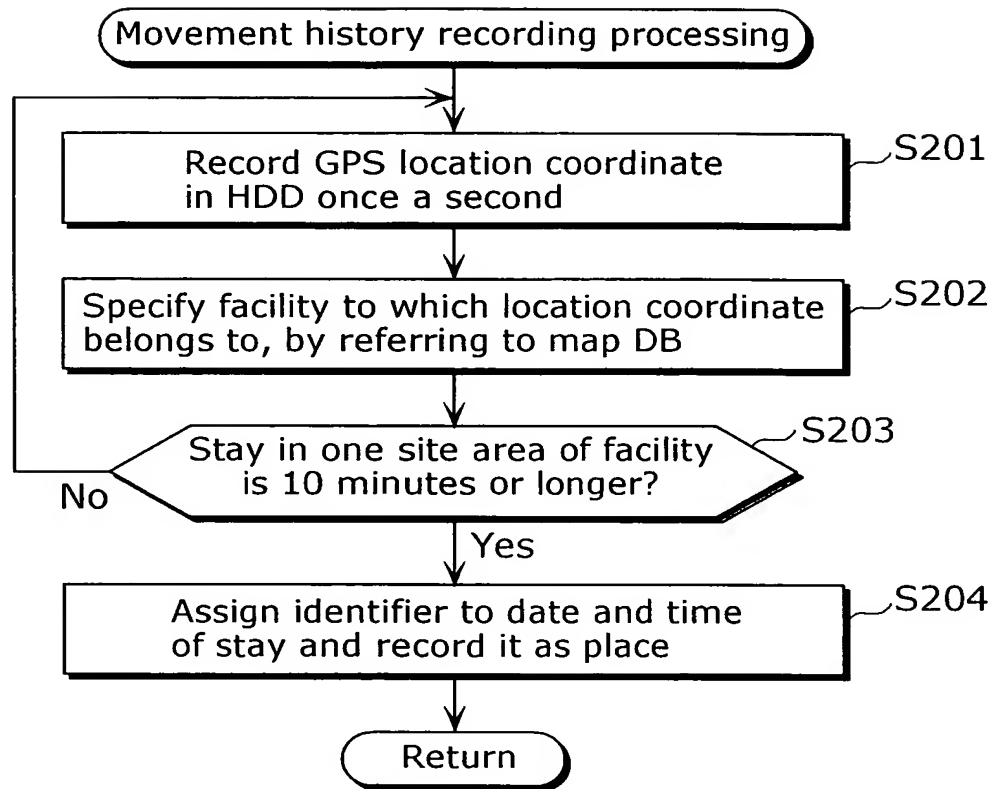 Movement history recording processing
Record GPS location coordinate
in HDD once a second
S201
Specify facility to which location coordinate
belongs to, by referring to map DB
S202
Stay in one site area of facility
is 10 minutes or longer?
S203
No
Yes
Assign identifier to date and time
of stay and record it as place
S204
Return